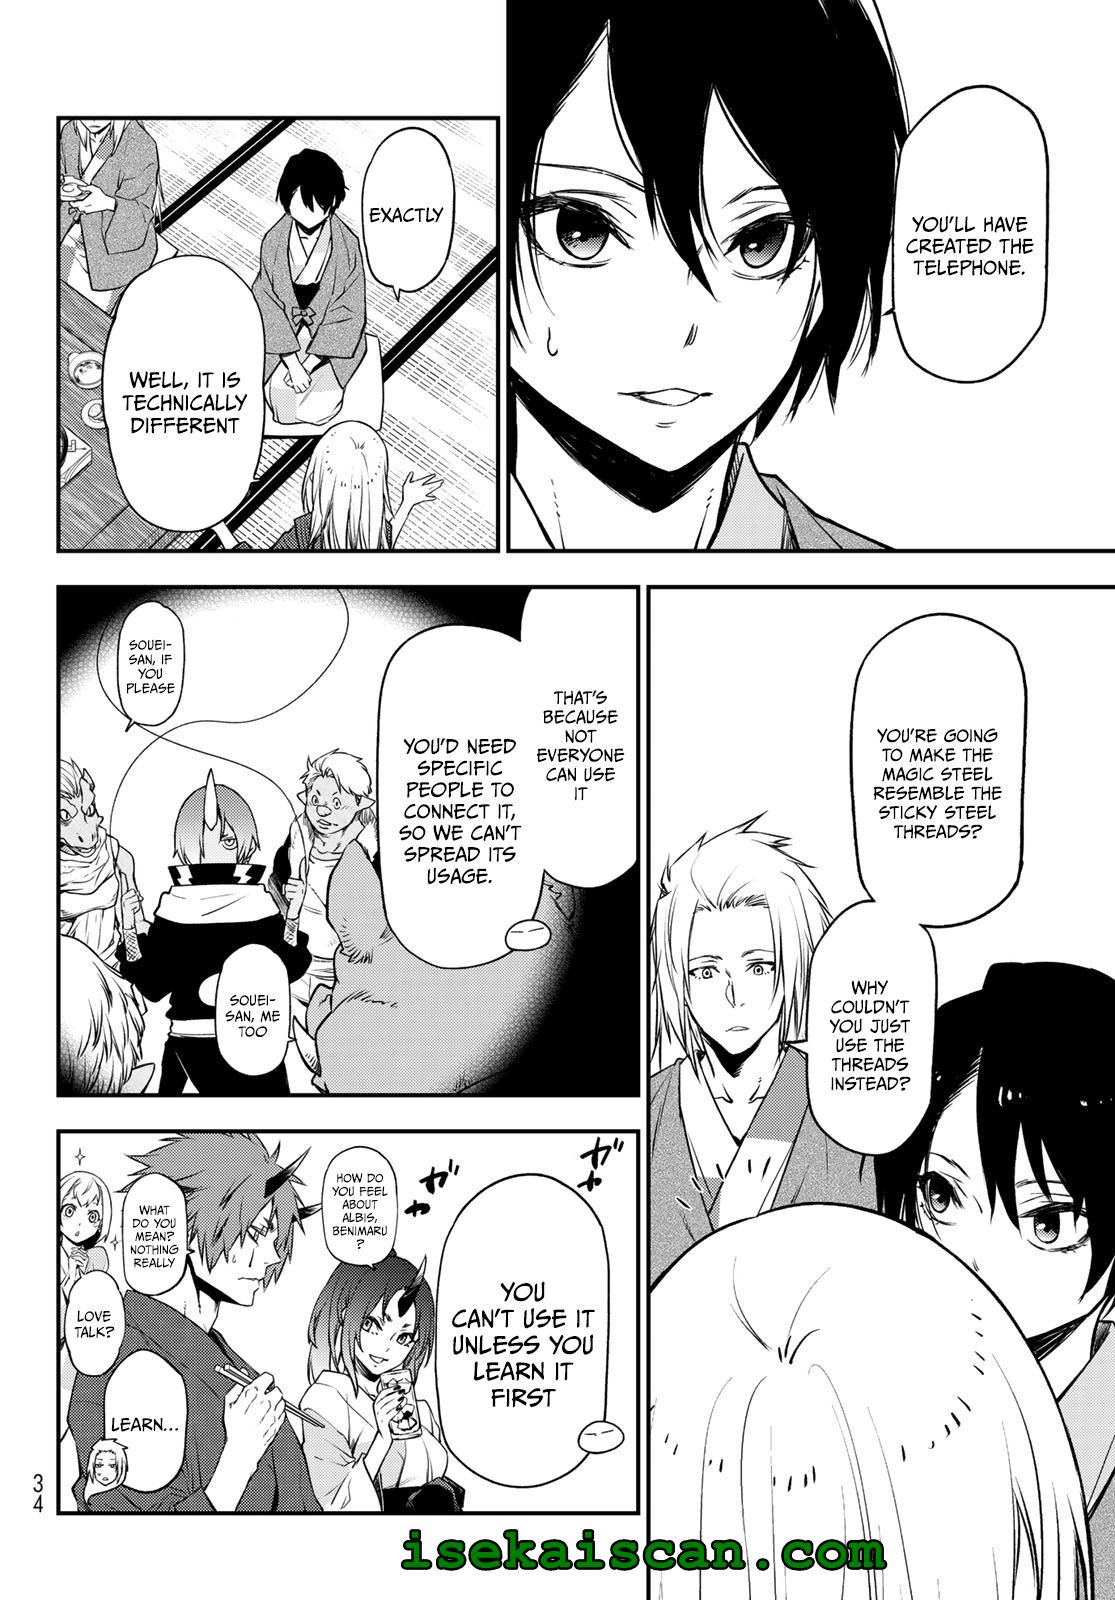 YOU'LL HAVE
CREATED THE
TELEPHONE.
EXACTLY
WELL, IT IS
TECHNICALLY
DIFFERENT
YOU'RE GOING
TO MAKE THE
MAGIC STEEL
RESEMBLE THE
STICKY STEEL
THREADS?
WHY
COULDN'T
YOU JUST
USE THE
THREADS
INSTEAD?
THAT'S
BECAUSE
NOT
EVERYONE
CAN USE
IT
YOU'D NEED
SPECIFIC
PEOPLE TO
CONNECT IT,
SO WE CAN'T
SPREAD ITS
USAGE.
SOUEI-
SAN, IF
YOU
PLEASE
SOUEI-
SAN, ME
TOO
ガガ
ガヤ
YOU
CAN'T USE IT
UNLESS YOU
LEARN IT
FIRST
HOW DO
YOU FEEL
ABOUT
ALBIS,
BENIMARU
?
WHAT
DO YOU
MEAN?
NOTHING
REALLY
LOVE
TALK?
LEARN...
34
isekaiscan.com